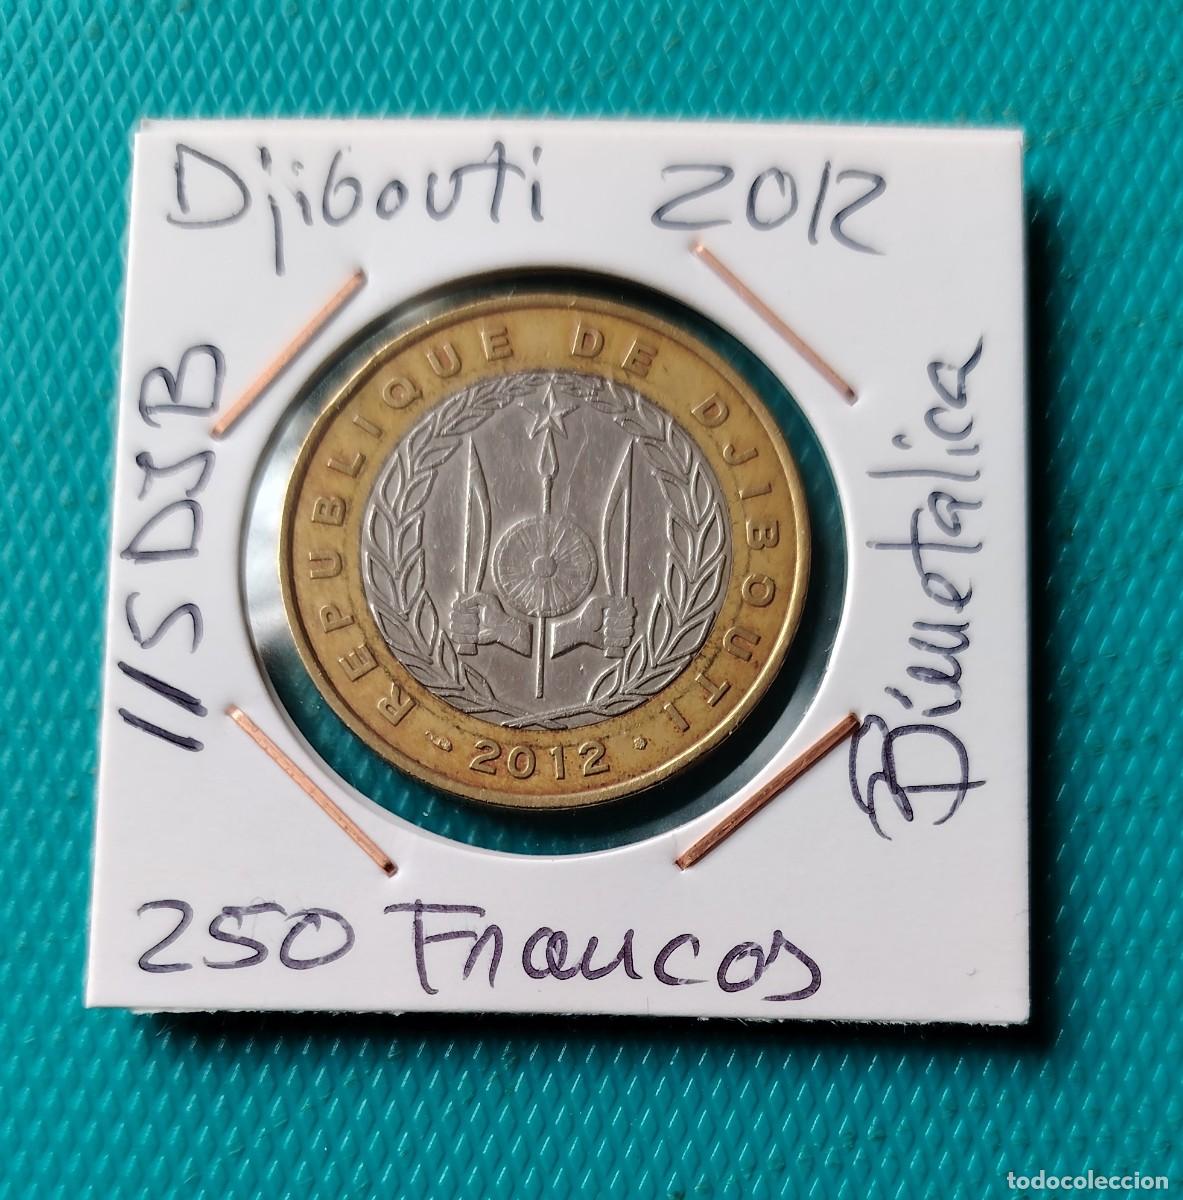 Djibouti 2012
115DJB
REPUBLIQUE DE DJIBOUTI
2012
Bimetalica
250 Francos
todocoleccion